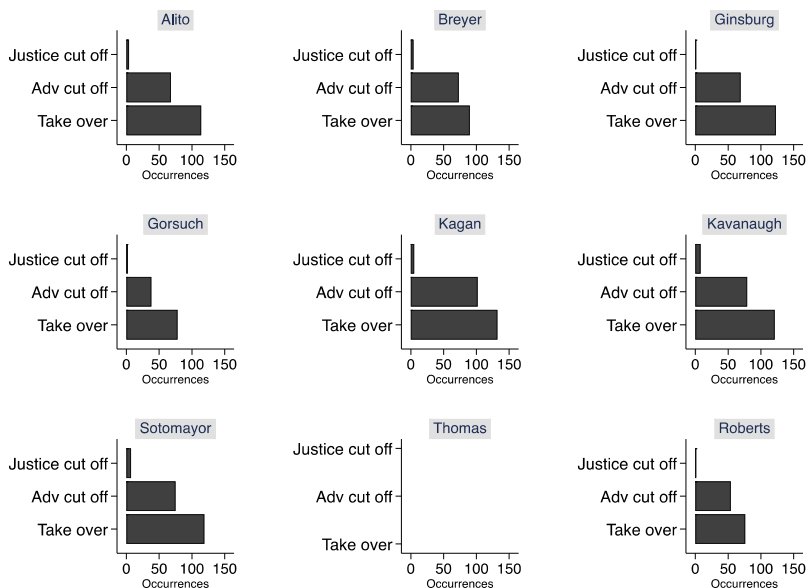 Alito
Justice cut off
Adv cut off
Take over
0 50 100 150
Occurrences
Breyer
Justice cut off
Adv cut off
Take over
0 50 100 150
Occurrences
Ginsburg
Justice cut off
Adv cut off
Take over
0 50 100 150
Occurrences
Gorsuch
Justice cut off
Adv cut off
Take over
0 50 100 150
Occurrences
Kagan
Justice cut off
Adv cut off
Take over
0 50 100 150
Occurrences
Kavanaugh
Justice cut off
Adv cut off
Take over
0 50 100 150
Occurrences
Sotomayor
Justice cut off
Adv cut off
Take over
0 50 100 150
Occurrences
Thomas
Justice cut off
Adv cut off
Take over
0 50 100 150
Occurrences
Roberts
Justice cut off
Adv cut off
Take over
0 50 100 150
Occurrences